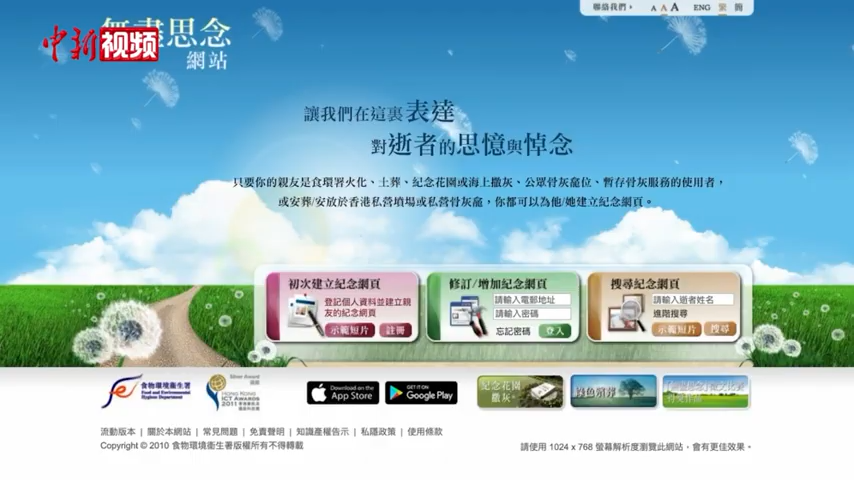 聯絡我們 A A A ENG 繁 簡
中新视频
無盡思念
網站
讓我們在這裏表達
對逝者的思憶與悼念
只要你的親友是食環署火化、土葬、紀念花園或海上撒灰、公眾骨灰龕位、暫存骨灰服務的使用者，
或安葬/安放於香港私營墳場或私營骨灰龕，你都可以為他/她建立紀念網頁。
初次建立紀念網頁
登記個人資料並建立親
友的紀念網頁
示範短片 註冊
修訂/增加紀念網頁
請輸入電郵地址
請輸入密碼
忘記密碼 登入
搜尋紀念網頁
請輸入逝者姓名
進階搜尋
示範短片 搜尋
食物環境衞生署
Food and Environmental
Hygiene Department
Silver Award
HONG KONG
ICT AWARDS
2011
Download on the
App Store
GET IT ON
Google Play
紀念花園
撒灰。
綠色殯葬
流動版本 | 關於本網站 | 常見問題 | 免責聲明 | 知識產權告示 | 私隱政策 | 使用條款
Copyright © 2010 食物環境衞生署版權所有不得轉載
請使用 1024 x 768 螢幕解析度瀏覽此網站，會有更佳效果。